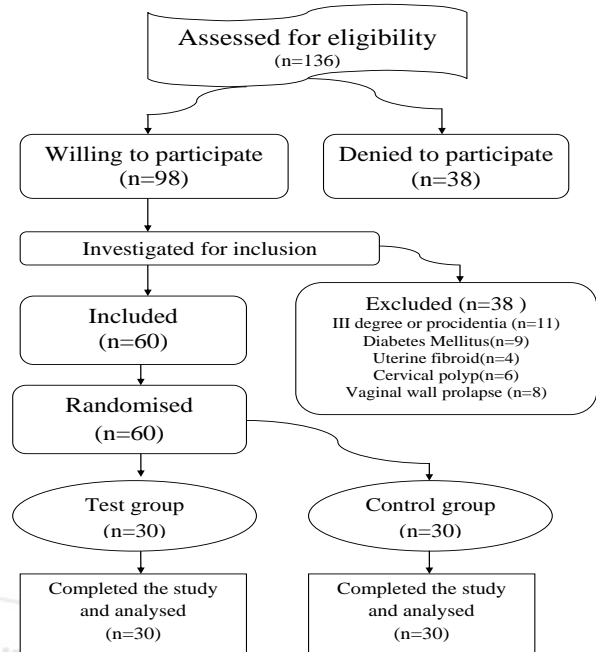 Assessed for eligibility
(n=136)
Willing to participate
(n=98)
Denied to participate
(n=38)
Investigated for inclusion
Included
(n=60)
Excluded (n=38 )
III degree or procidentia (n=11)
Diabetes Mellitus(n=9)
Uterine fibroid(n=4)
Cervical polyp(n=6)
Vaginal wall prolapse (n=8)
Randomised
(n=60)
Test group
(n=30)
Control group
(n=30)
Completed the study
and analysed
(n=30)
Completed the study
and analysed
(n=30)